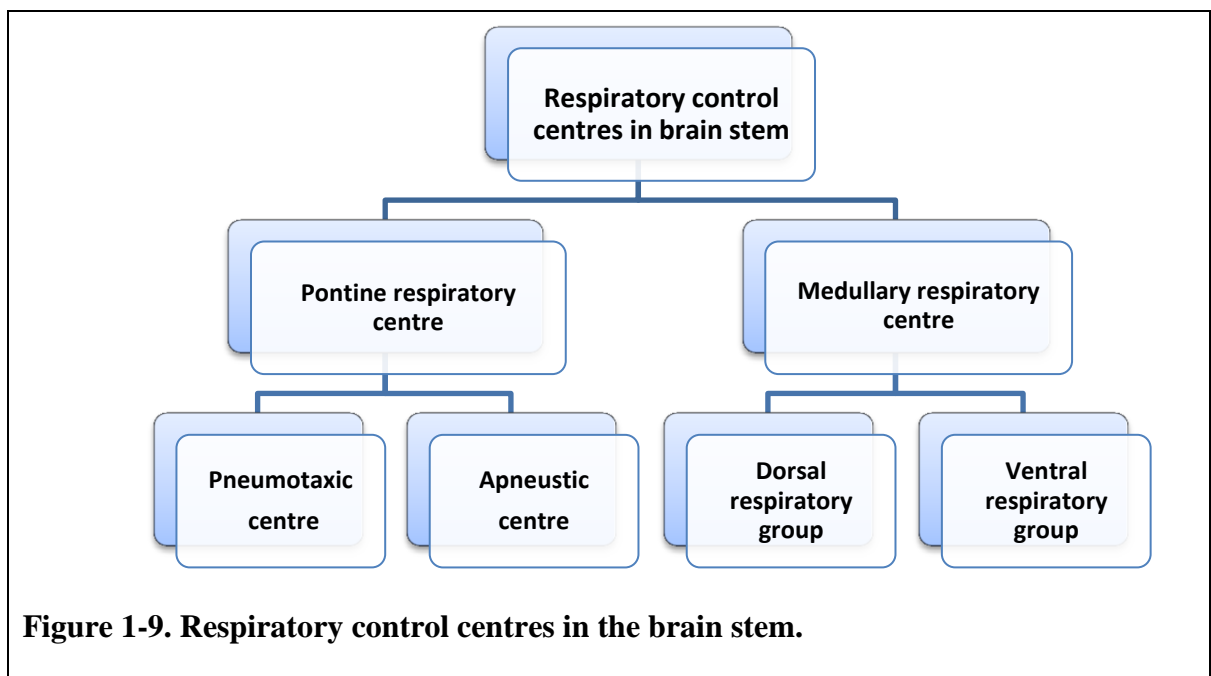 Respiratory control
centres in brain stem
Pontine respiratory
centre
Medullary respiratory
centre
Pneumotaxic
centre
Apneustic
centre
Dorsal
respiratory
group
Ventral
respiratory
group
Figure 1-9. Respiratory control centres in the brain stem.